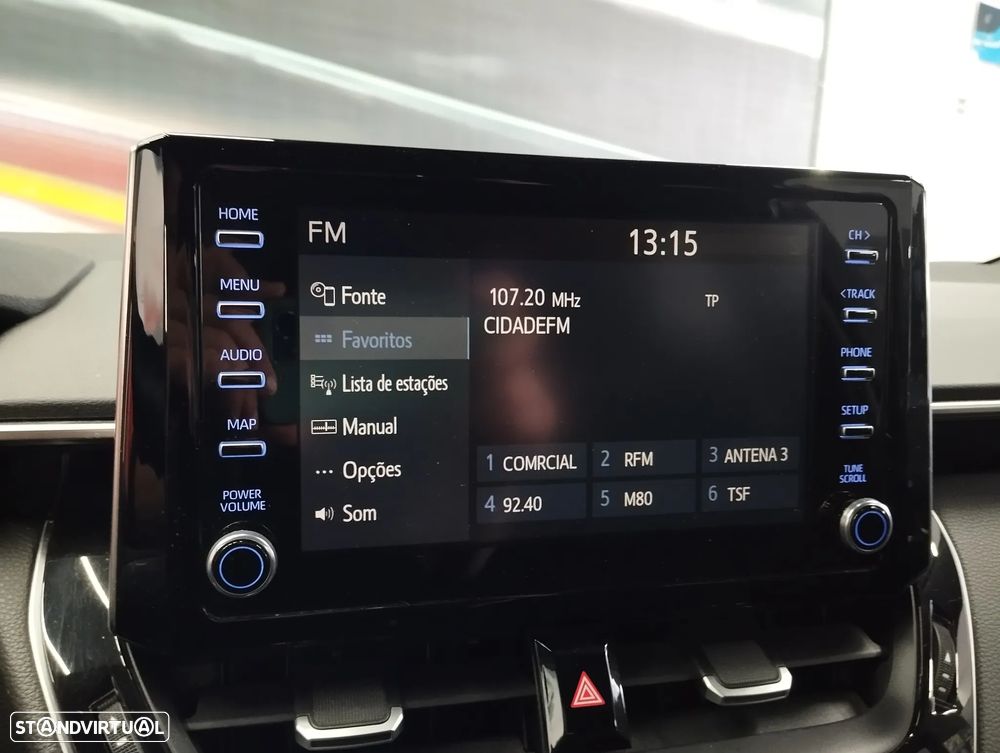 HOME
MENU
AUDIO
MAP
POWER
VOLUME
FM
13:15
Fonte
Favoritos
Lista de estações
Manual
Opções
Som
107.20 MHz
TP
CIDADEFM
1 COMRCIAL
2 RFM
3 ANTENA 3
4 92.40
5 M80
6 TSF
CH >
< TRACK
PHONE
SETUP
TUNE
SCROLL
STANDVIRTUAL